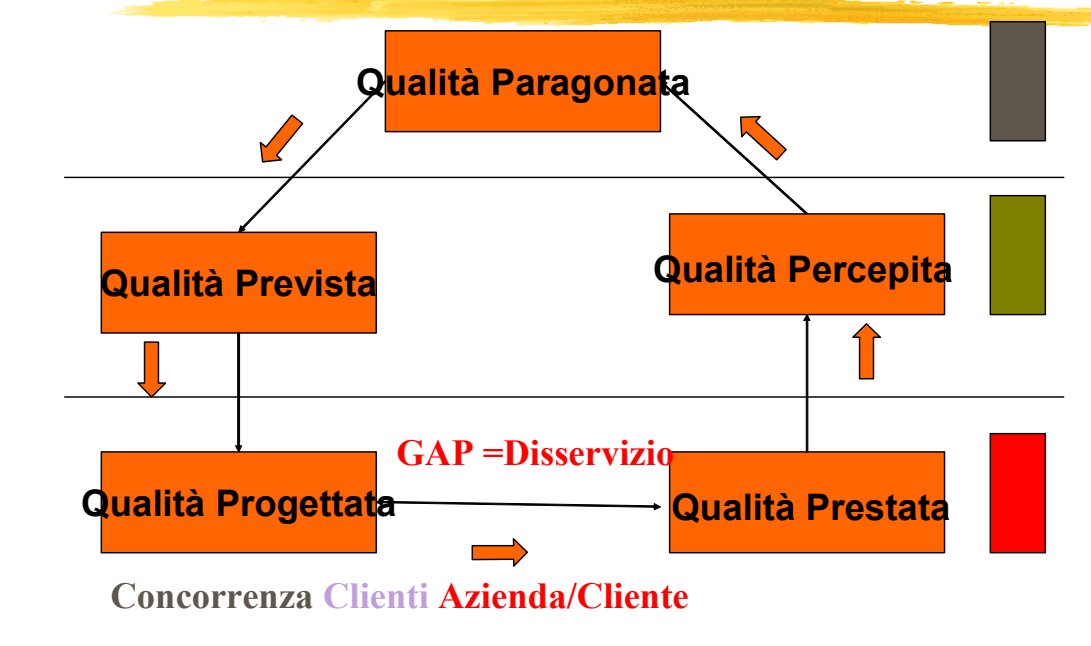 Qualità Paragonata
Qualità Prevista
Qualità Percepita
GAP =Disservizio
Qualità Progettata
Qualità Prestata
Concorrenza Clienti Azienda/Cliente